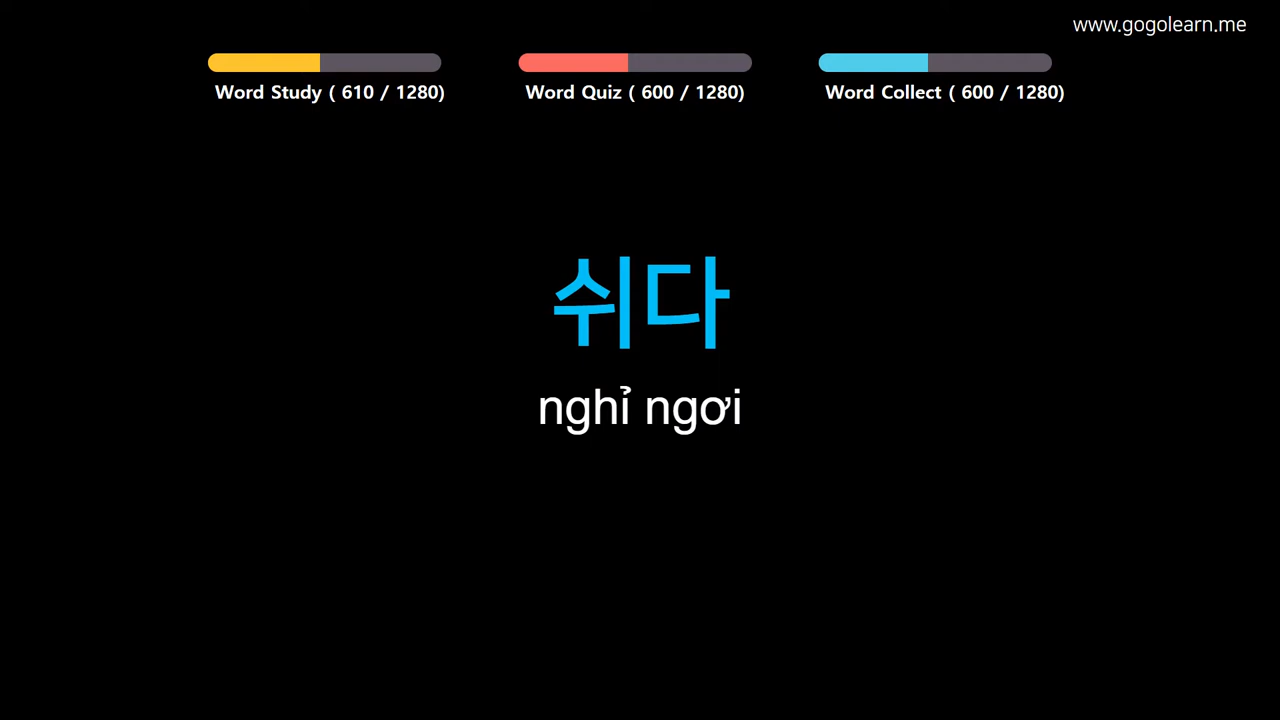 www.gogolearn.me
Word Study ( 610 / 1280)
Word Quiz ( 600 / 1280)
Word Collect ( 600 / 1280)
쉬다
nghỉ ngơi